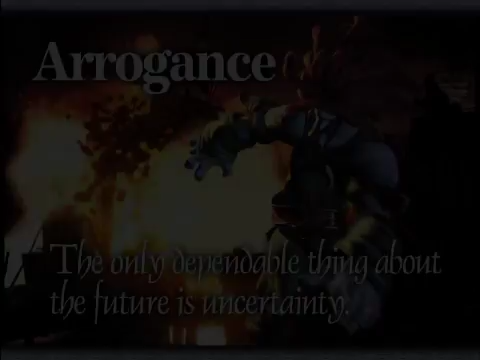 Arrogance
The only dependable thing about
the future is uncertainty.